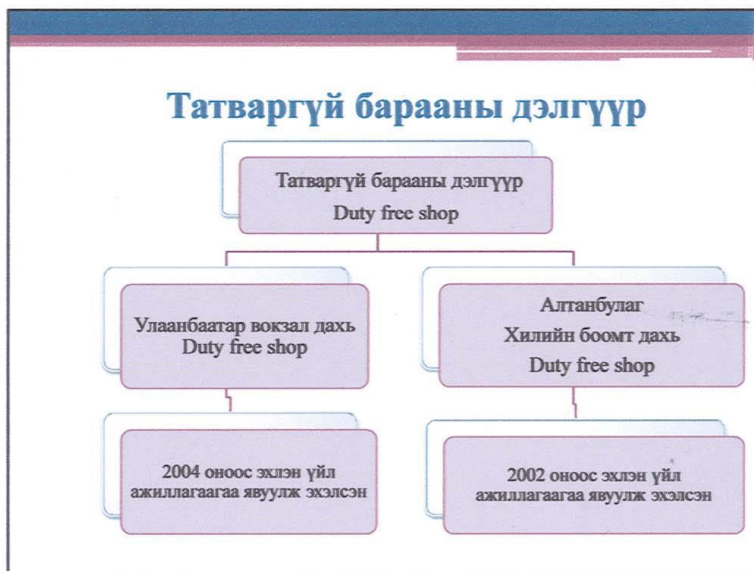 Татваргүй барааны дэлгүүр
Татваргүй барааны дэлгүүр
Duty free shop
Улаанбаатар вокзал дахь
Duty free shop
Алтанбулаг
Хилийн боомт дахь
Duty free shop
2004 оноос эхлэн үйл
ажиллагаагаа явуулж эхэлсэн
2002 оноос эхлэн үйл
ажиллагаагаа явуулж эхэлсэн